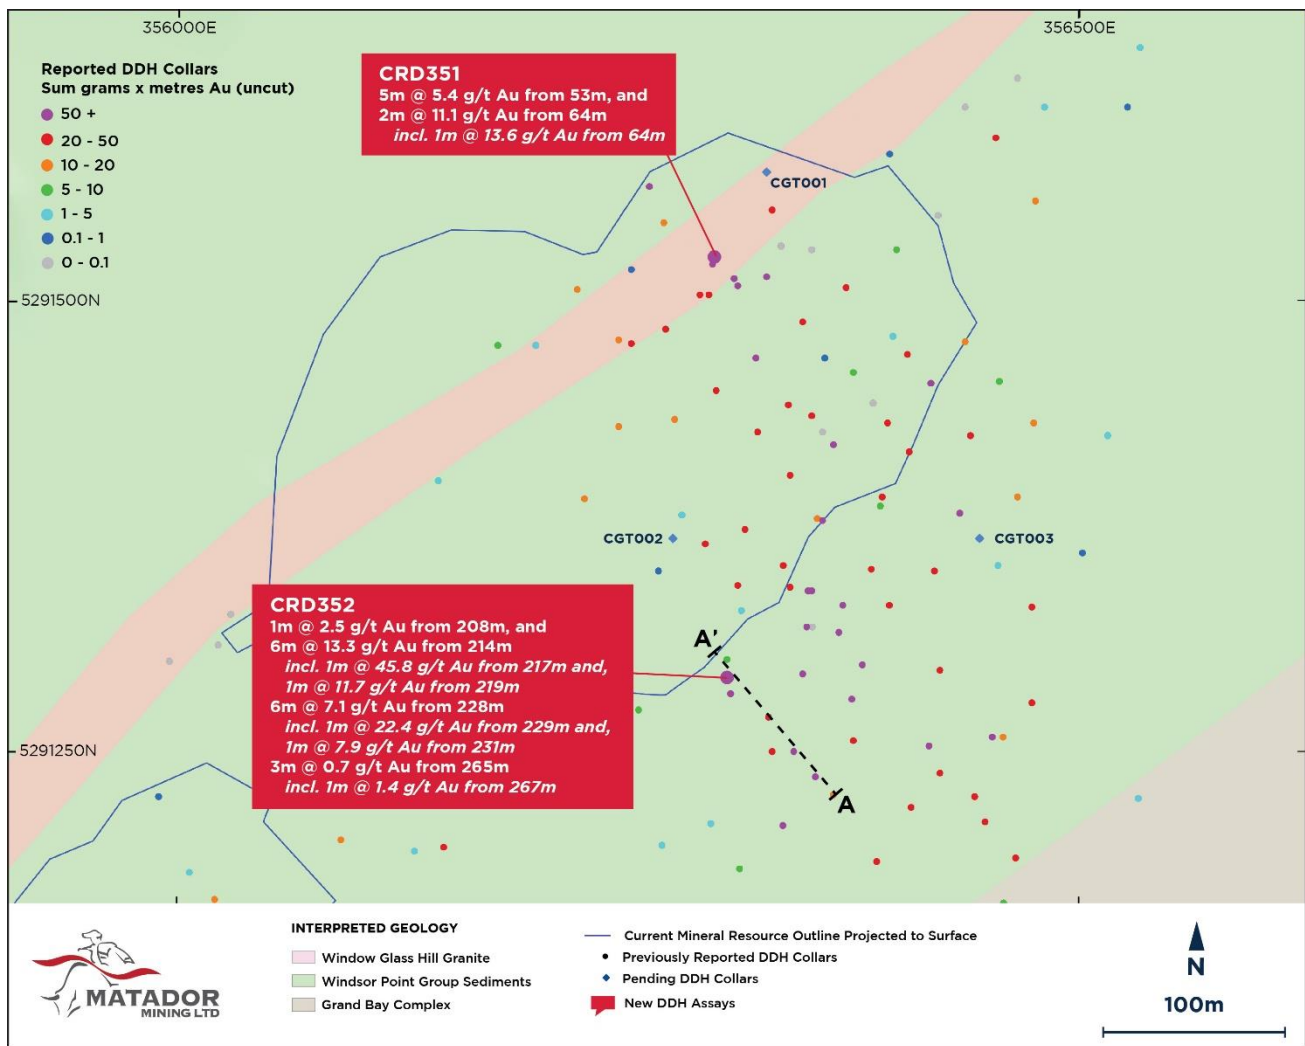 356000E
356500E
Reported DDH Collars
Sum grams x metres Au (uncut)
50 +
20 - 50
10 - 20
5 - 10
1 - 5
0.1 - 1
0 - 0.1
CRD351
5m @ 5.4 g/t Au from 53m, and
2m @ 11.1 g/t Au from 64m
incl. 1m @ 13.6 g/t Au from 64m
CGT001
5291500N
CGT002
CGT003
CRD352
1m @ 2.5 g/t Au from 208m, and
6m @ 13.3 g/t Au from 214m
incl. 1m @ 45.8 g/t Au from 217m and,
1m @ 11.7 g/t Au from 219m
6m @ 7.1 g/t Au from 228m
incl. 1m @ 22.4 g/t Au from 229m and,
1m @ 7.9 g/t Au from 231m
3m @ 0.7 g/t Au from 265m
incl. 1m @ 1.4 g/t Au from 267m
A'
A
5291250N
MATADOR
MINING LTD
INTERPRETED GEOLOGY
Window Glass Hill Granite
Windsor Point Group Sediments
Grand Bay Complex
Current Mineral Resource Outline Projected to Surface
Previously Reported DDH Collars
Pending DDH Collars
New DDH Assays
N
100m